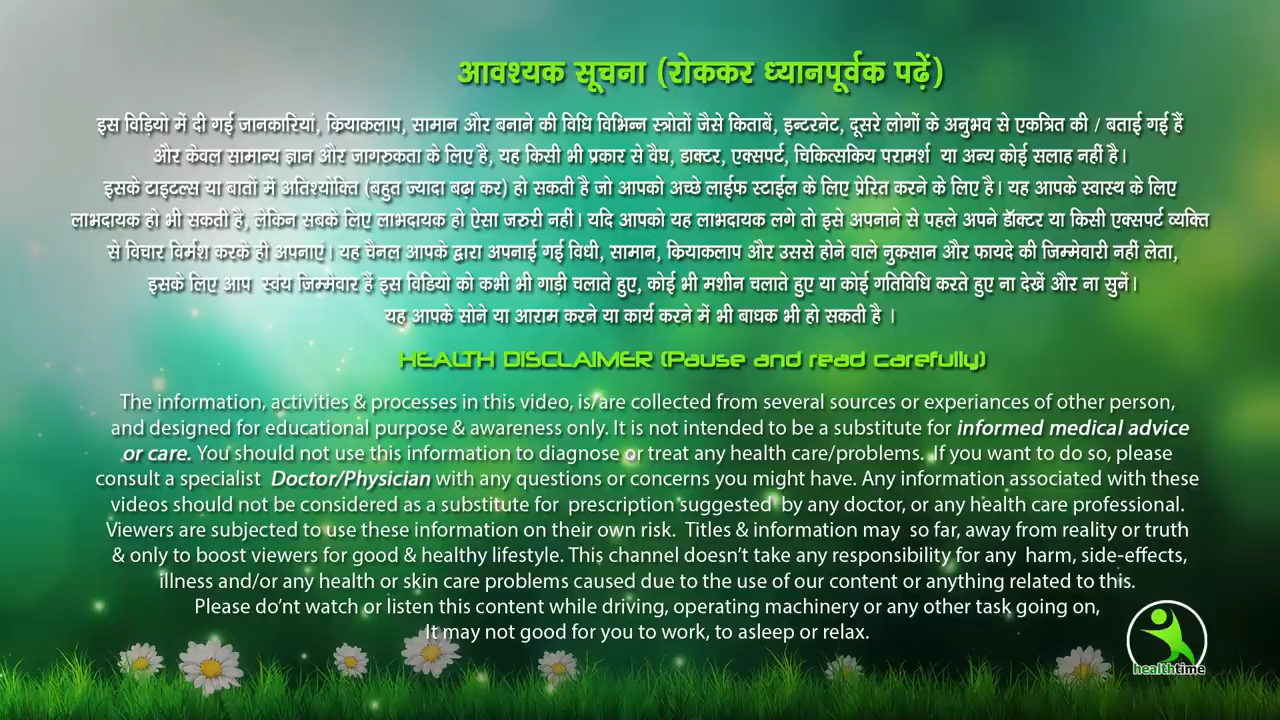 आवश्यक सूचना (रोककर ध्यानपूर्वक पढ़ें)
इस विड़ियो में दी गई जानकारियां, क्रियाकलाप, सामान और बनाने की विधि विभिन्न स्त्रोतों जैसे किताबें, इन्टरनेट, दूसरे लोगों के अनुभव से एकत्रित की / बताई गई हैं
और केवल सामान्य ज्ञान और जागरुकता के लिए है, यह किसी भी प्रकार से वैघ, डाक्टर, एक्सपर्ट, चिकित्सकिय परामर्श या अन्य कोई सलाह नहीं है।
इसके टाइटल्स या बातों में अतिश्योक्ति (बहुत ज्यादा बढ़ा कर) हो सकती है जो आपको अच्छे लाईफ स्टाईल के लिए प्रेरित करने के लिए है। यह आपके स्वास्थ के लिए
लाभदायक हो भी सकती है, लेकिन सबके लिए लाभदायक हो ऐसा जरुरी नहीं। यदि आपको यह लाभदायक लगे तो इसे अपनाने से पहले अपने डॉक्टर या किसी एक्सपर्ट व्यक्ति
से विचार विर्मश करके ही अपनाएं। यह चैनल आपके द्वारा अपनाई गई विधी, सामान, क्रियाकलाप और उससे होने वाले नुकसान और फायदे की जिम्मेवारी नहीं लेता,
इसके लिए आप स्वंय जिम्मेवार हैं इस विडियो को कभी भी गाड़ी चलाते हुए, कोई भी मशीन चलाते हुए या कोई गतिविधि करते हुए ना देखें और ना सुनें।
यह आपके सोने या आराम करने या कार्य करने में भी बाधक भी हो सकती है ।
HEALTH DISCLAIMER (Pause and read carefully)
The information, activities & processes in this video, is/are collected from several sources or experiances of other person,
and designed for educational purpose & awareness only. It is not intended to be a substitute for informed medical advice
or care. You should not use this information to diagnose or treat any health care/problems. If you want to do so, please
consult a specialist Doctor/Physician with any questions or concerns you might have. Any information associated with these
videos should not be considered as a substitute for prescription suggested by any doctor, or any health care professional.
Viewers are subjected to use these information on their own risk. Titles & information may so far, away from reality or truth
& only to boost viewers for good & healthy lifestyle. This channel doesn't take any responsibility for any harm, side-effects,
illness and/or any health or skin care problems caused due to the use of our content or anything related to this.
Please do'nt watch or listen this content while driving, operating machinery or any other task going on,
It may not good for you to work, to asleep or relax.
healthtime